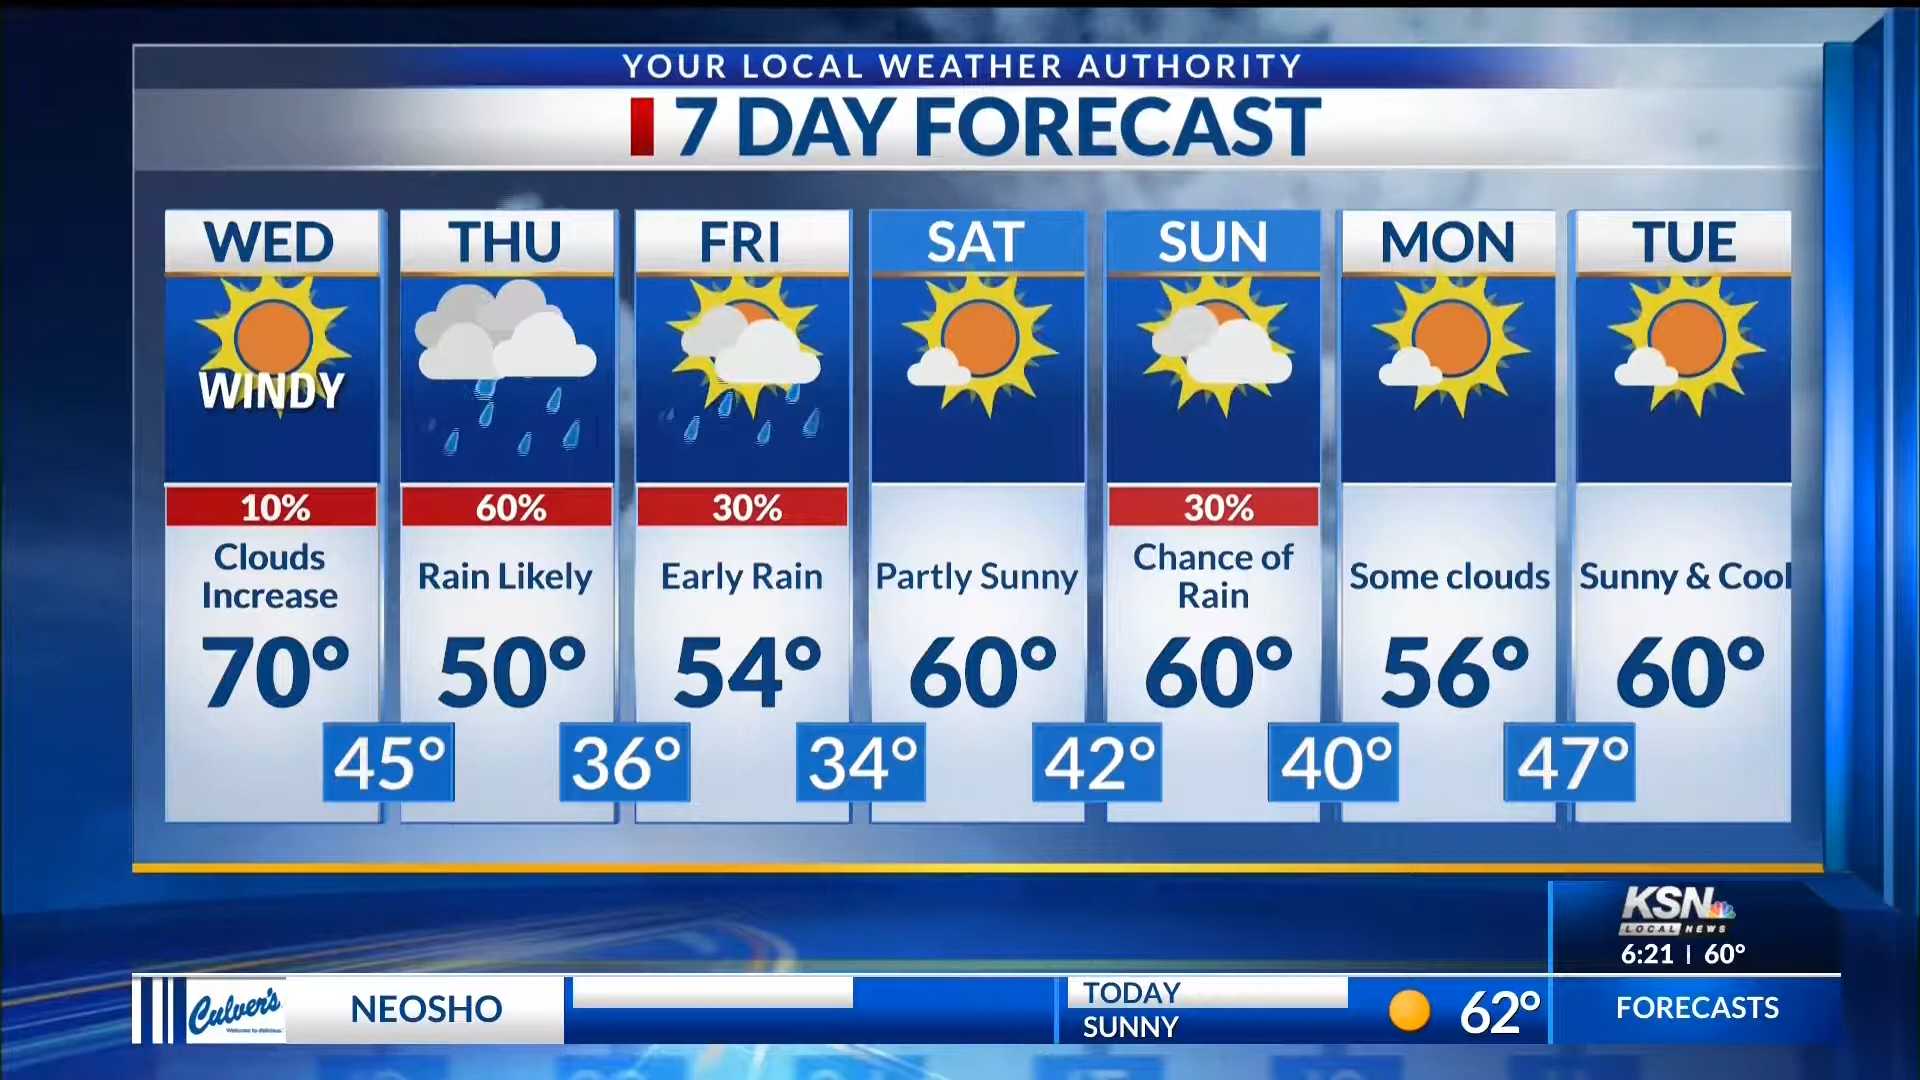 YOUR LOCAL WEATHER AUTHORITY
7 DAY FORECAST
WED THU FRI SAT SUN MON TUE
WINDY
10% 60% 30% 30%
Clouds Increase
Rain Likely
Early Rain
Partly Sunny
Chance of Rain
Some clouds
Sunny & Cool
70° 50° 54° 60° 60° 56° 60°
45° 36° 34° 42° 40° 47°
KSN
LOCAL NEWS
6:21 | 60°
Culver's
Welcome to delicious
NEOSHO
TODAY
SUNNY
62°
FORECASTS